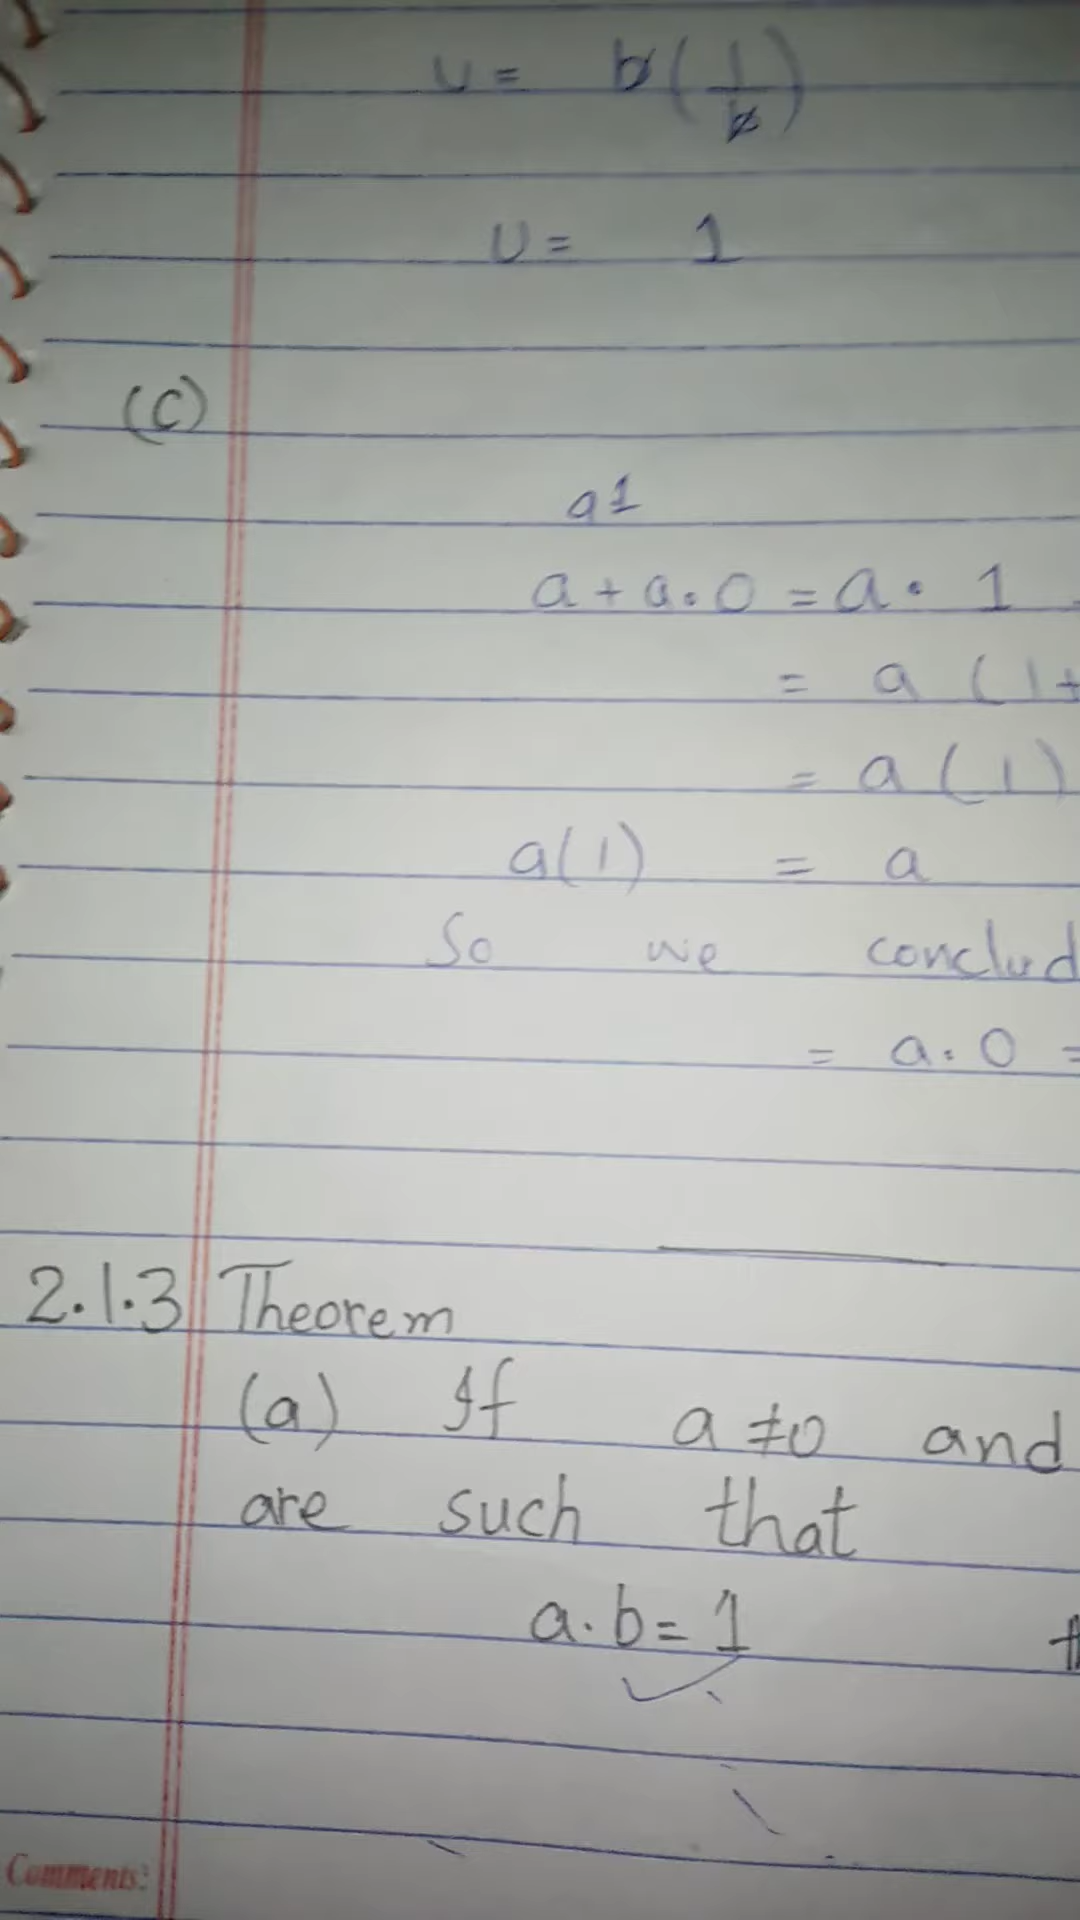 U = b(1/b)
U = 1
(C)
a1
a + a.0 = a. 1
= a (1+
= a (1)
a(1) = a
So we conclud
= a.0 =
2.1.3 Theorem
(a) If a ≠0 and
are such that
a.b= 1
Comments: